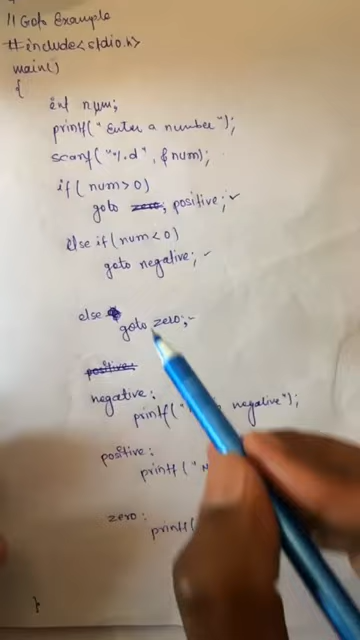 // Goto Example
#include<stdio.h>
main()
{
int num;
printf("Enter a number");
scanf("%d", &num);
if(num>0)
goto zero; positive;
else if(num<0)
goto negative;
else
goto zero;
positive:
negative:
printf(" negative");
positive:
printf("
zero:
printf(
}